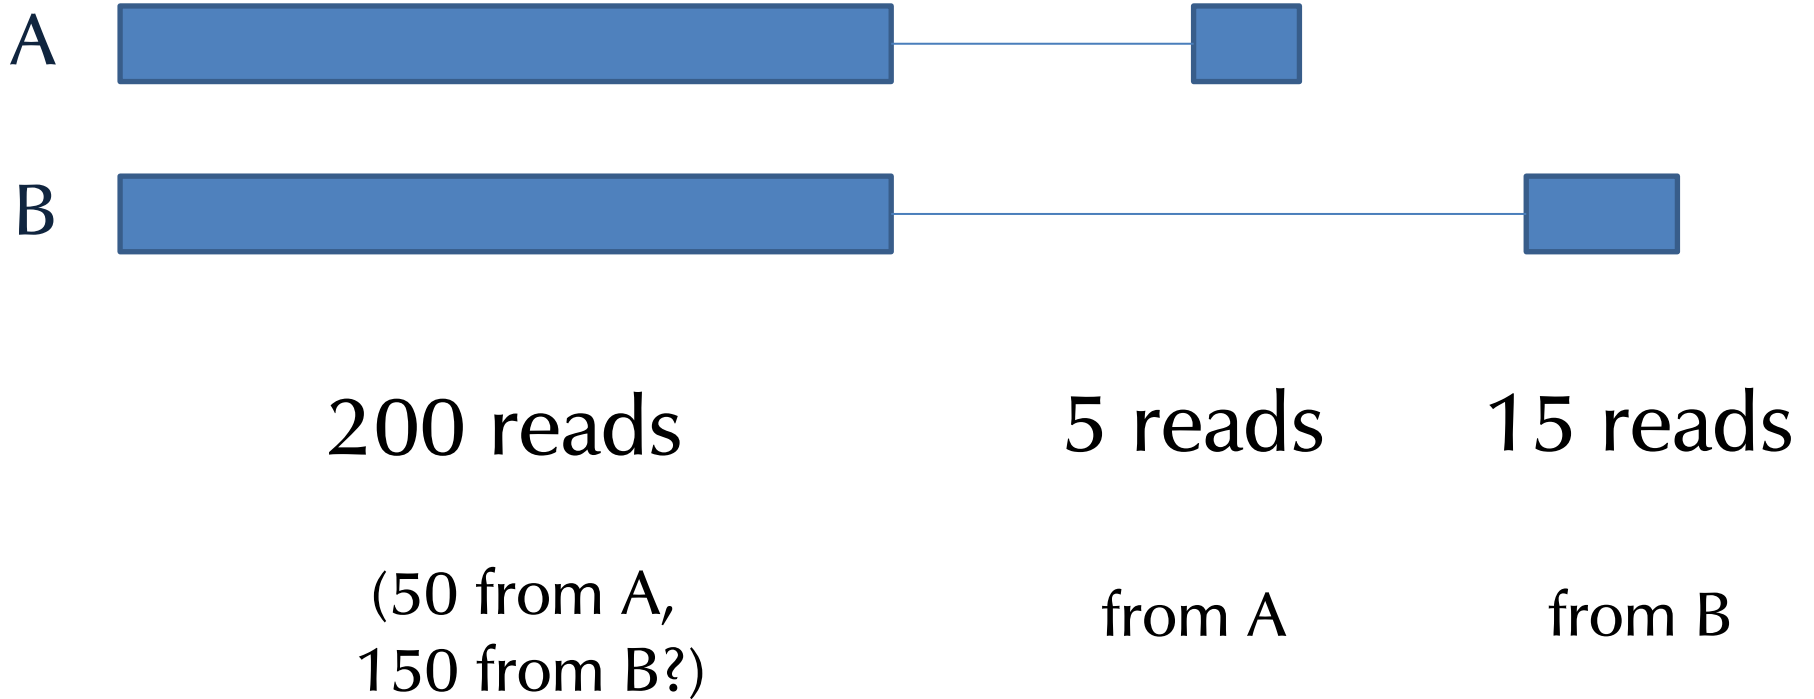 A
B
200 reads
5 reads
15 reads
(50 from A,
150 from B?)
from A
from B